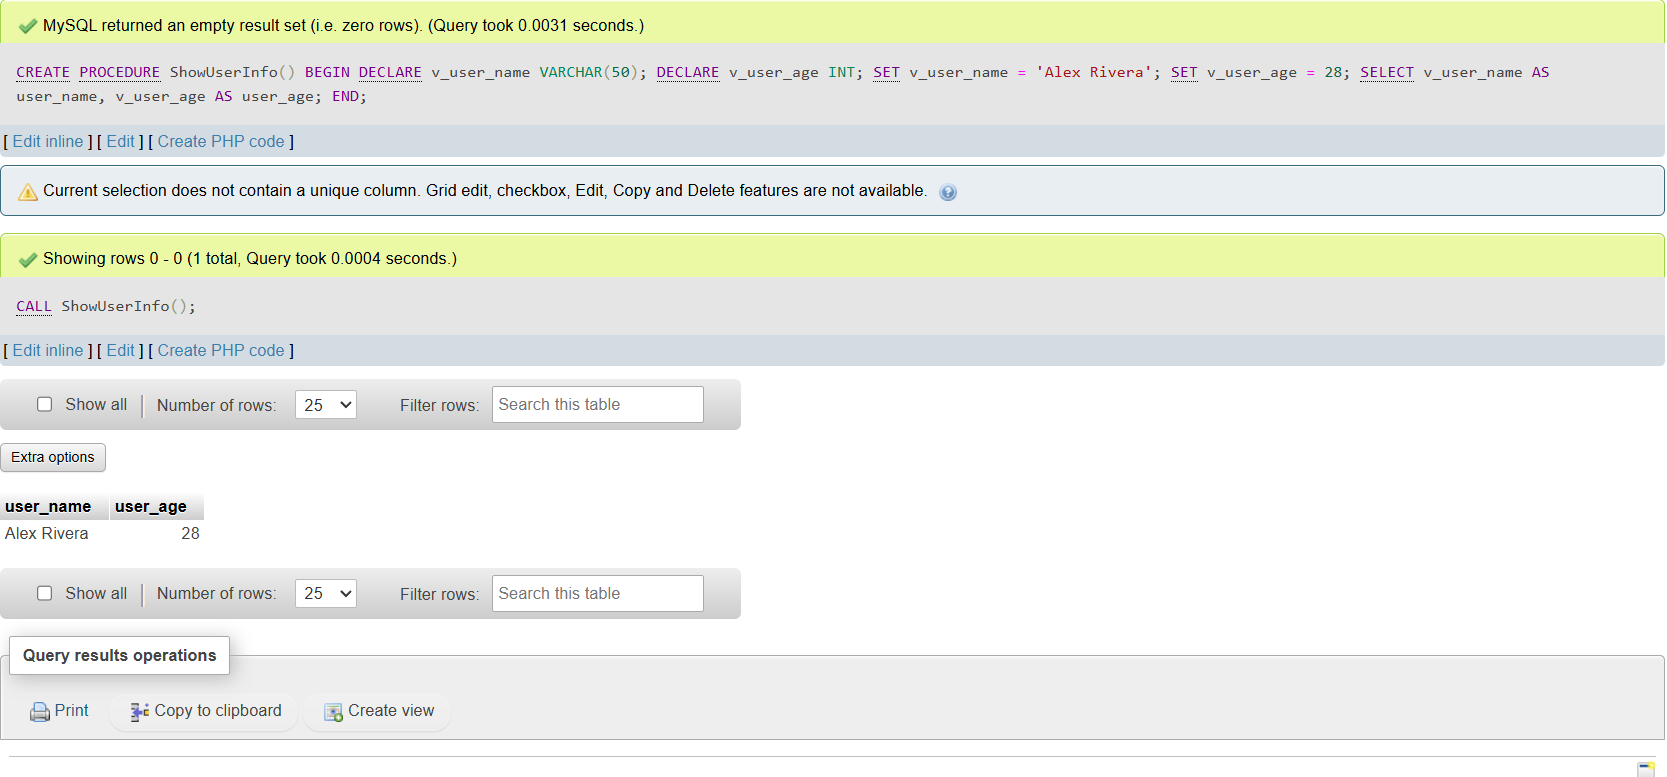 MySQL returned an empty result set (i.e. zero rows). (Query took 0.0031 seconds.)
CREATE PROCEDURE ShowUserInfo() BEGIN DECLARE v_user_name VARCHAR(50); DECLARE v_user_age INT; SET v_user_name = 'Alex Rivera'; SET v_user_age = 28; SELECT v_user_name AS
user_name, v_user_age AS user_age; END;
[ Edit inline ] [ Edit ] [ Create PHP code ]
Current selection does not contain a unique column. Grid edit, checkbox, Edit, Copy and Delete features are not available.
Showing rows 0 - 0 (1 total, Query took 0.0004 seconds.)
CALL ShowUserInfo();
[ Edit inline ] [ Edit ] [ Create PHP code ]
Show all | Number of rows: 25 Filter rows: Search this table
Extra options
user_name user_age
Alex Rivera 28
Show all | Number of rows: 25 Filter rows: Search this table
Query results operations
Print Copy to clipboard Create view